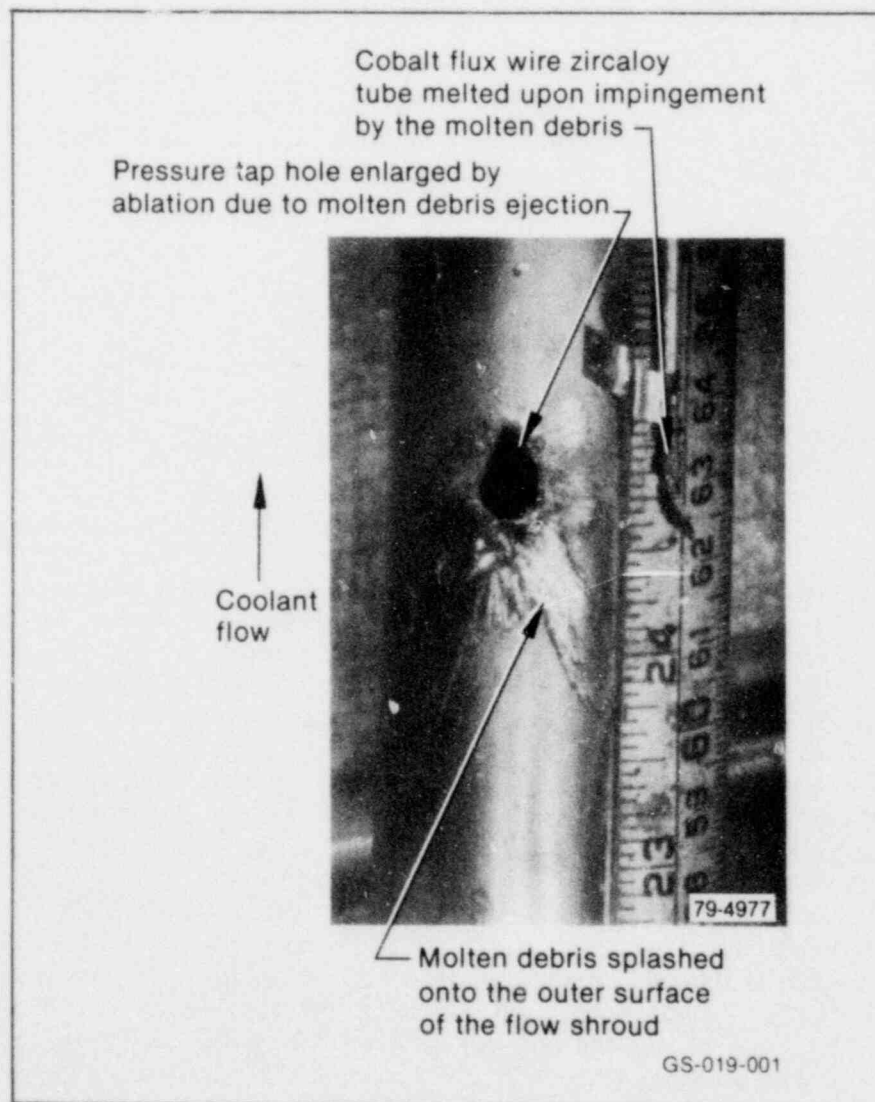 Cobalt flux wire zircaloy
tube melted upon impingement
by the molten debris
Pressure tap hole enlarged by
ablation due to molten debris ejection
Coolant
flow
64
63
62
24
61
60
59
23
79-4977
Molten debris splashed
onto the outer surface
of the flow shroud
GS-019-001